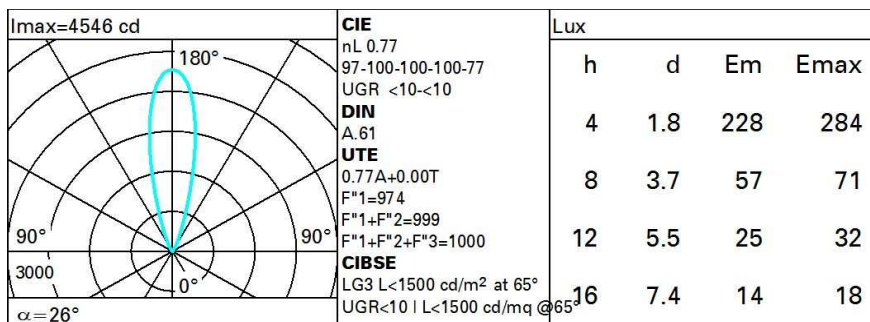 Imax=4546 cd
180°
90°
90°
3000
0°
α=26°
CIE
nL 0.77
97-100-100-100-77
UGR <10-<10
DIN
A.61
UTE
0.77A+0.00T
F"1=974
F"1+F"2=999
F"1+F"2+F"3=1000
CIBSE
LG3 L<1500 cd/m² at 65°
UGR<10 | L<1500 cd/mq @65°
Lux
h d Em Emax
4 1.8 228 284
8 3.7 57 71
12 5.5 25 32
16 7.4 14 18